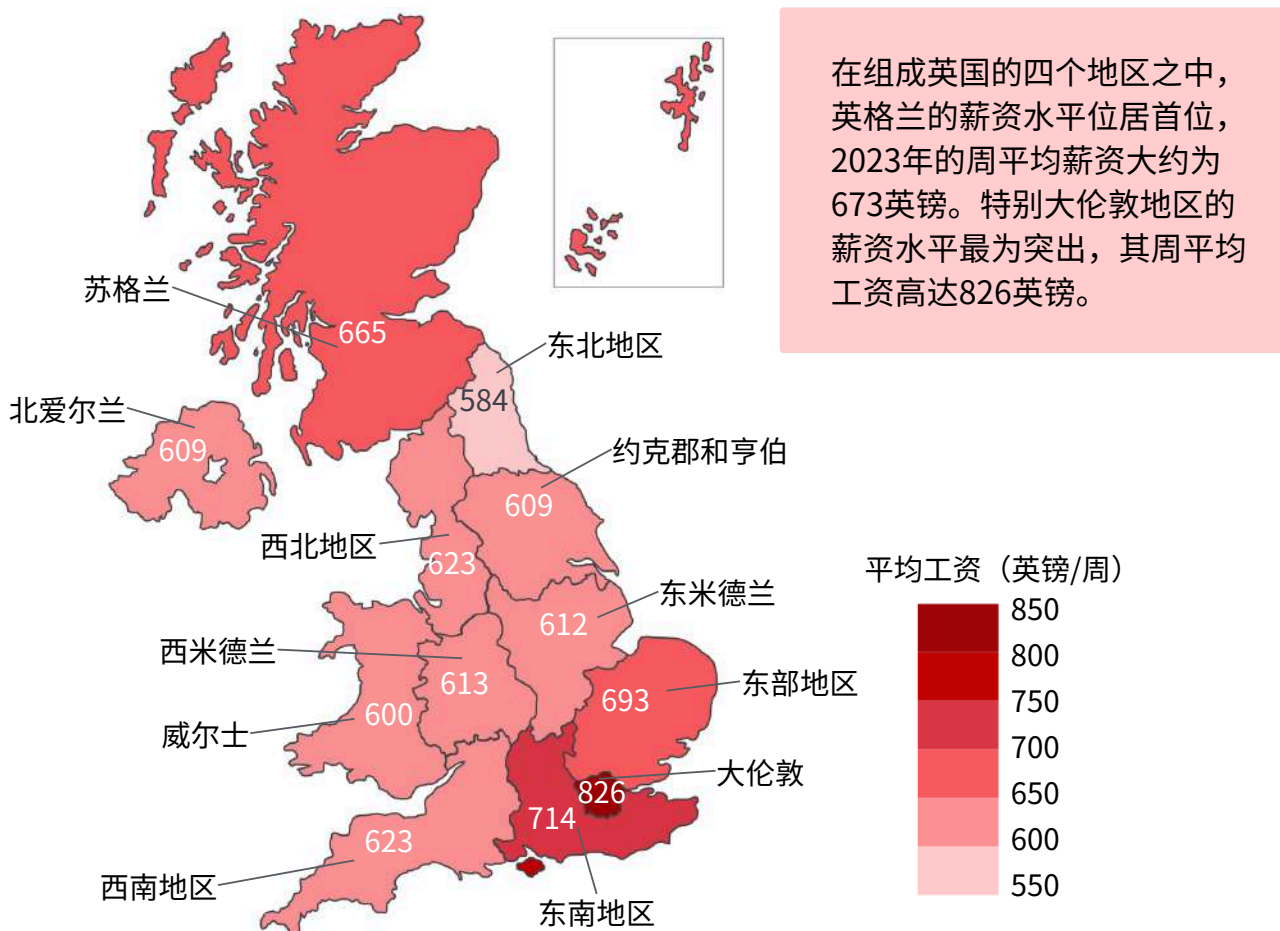 在组成英国的四个地区之中，
英格兰的薪资水平位居首位，
2023年的周平均薪资大约为
673英镑。特别大伦敦地区的
薪资水平最为突出，其周平均
工资高达826英镑。
苏格兰
665
东北地区
584
北爱尔兰
609
约克郡和亨伯
609
西北地区
623
东米德兰
612
西米德兰
613
东部地区
693
威尔士
600
大伦敦
826
714
西南地区
623
东南地区
平均工资（英镑/周）
850
800
750
700
650
600
550